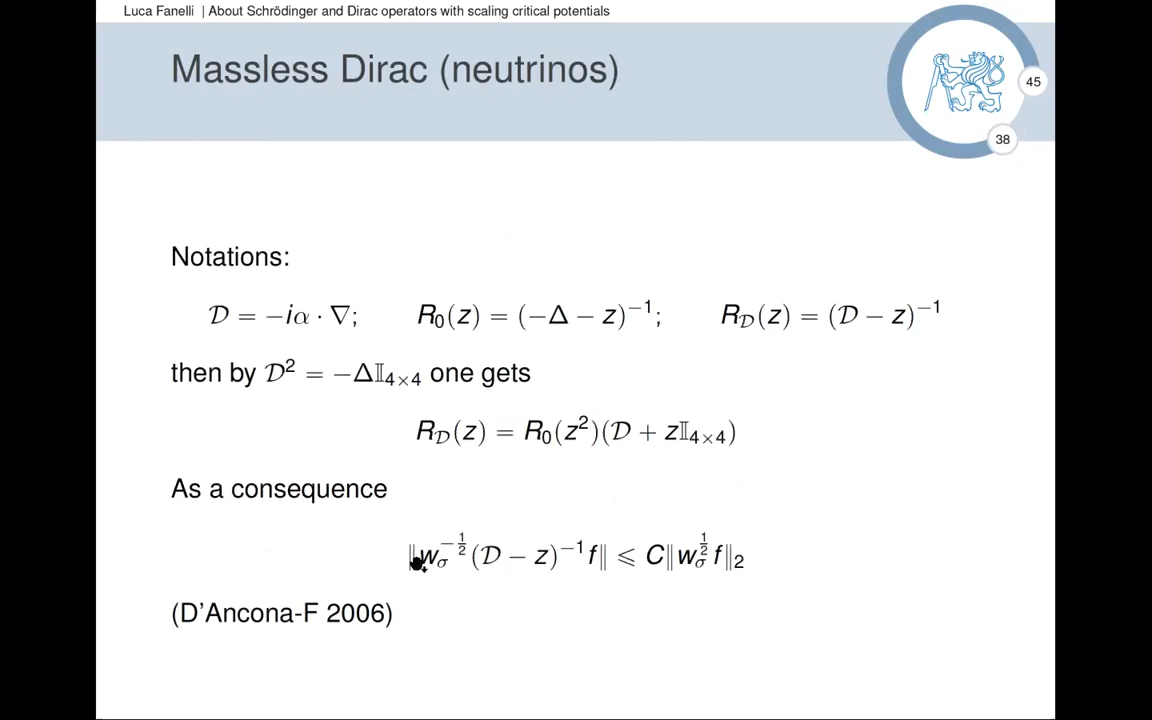 Luca Fanelli | About Schrödinger and Dirac operators with scaling critical potentials
Massless Dirac (neutrinos)
45
38
Notations:
𝒟 = −iα · ∇; R₀(z) = (−Δ − z)⁻¹; R_𝒟(z) = (𝒟 − z)⁻¹
then by 𝒟² = −Δ𝕀₄ₓ₄ one gets
R_𝒟(z) = R₀(z²)(𝒟 + z𝕀₄ₓ₄)
As a consequence
‖w_σ^{−1/2}(𝒟 − z)⁻¹f‖ ⩽ C‖w_σ^{1/2}f‖₂
(D'Ancona-F 2006)